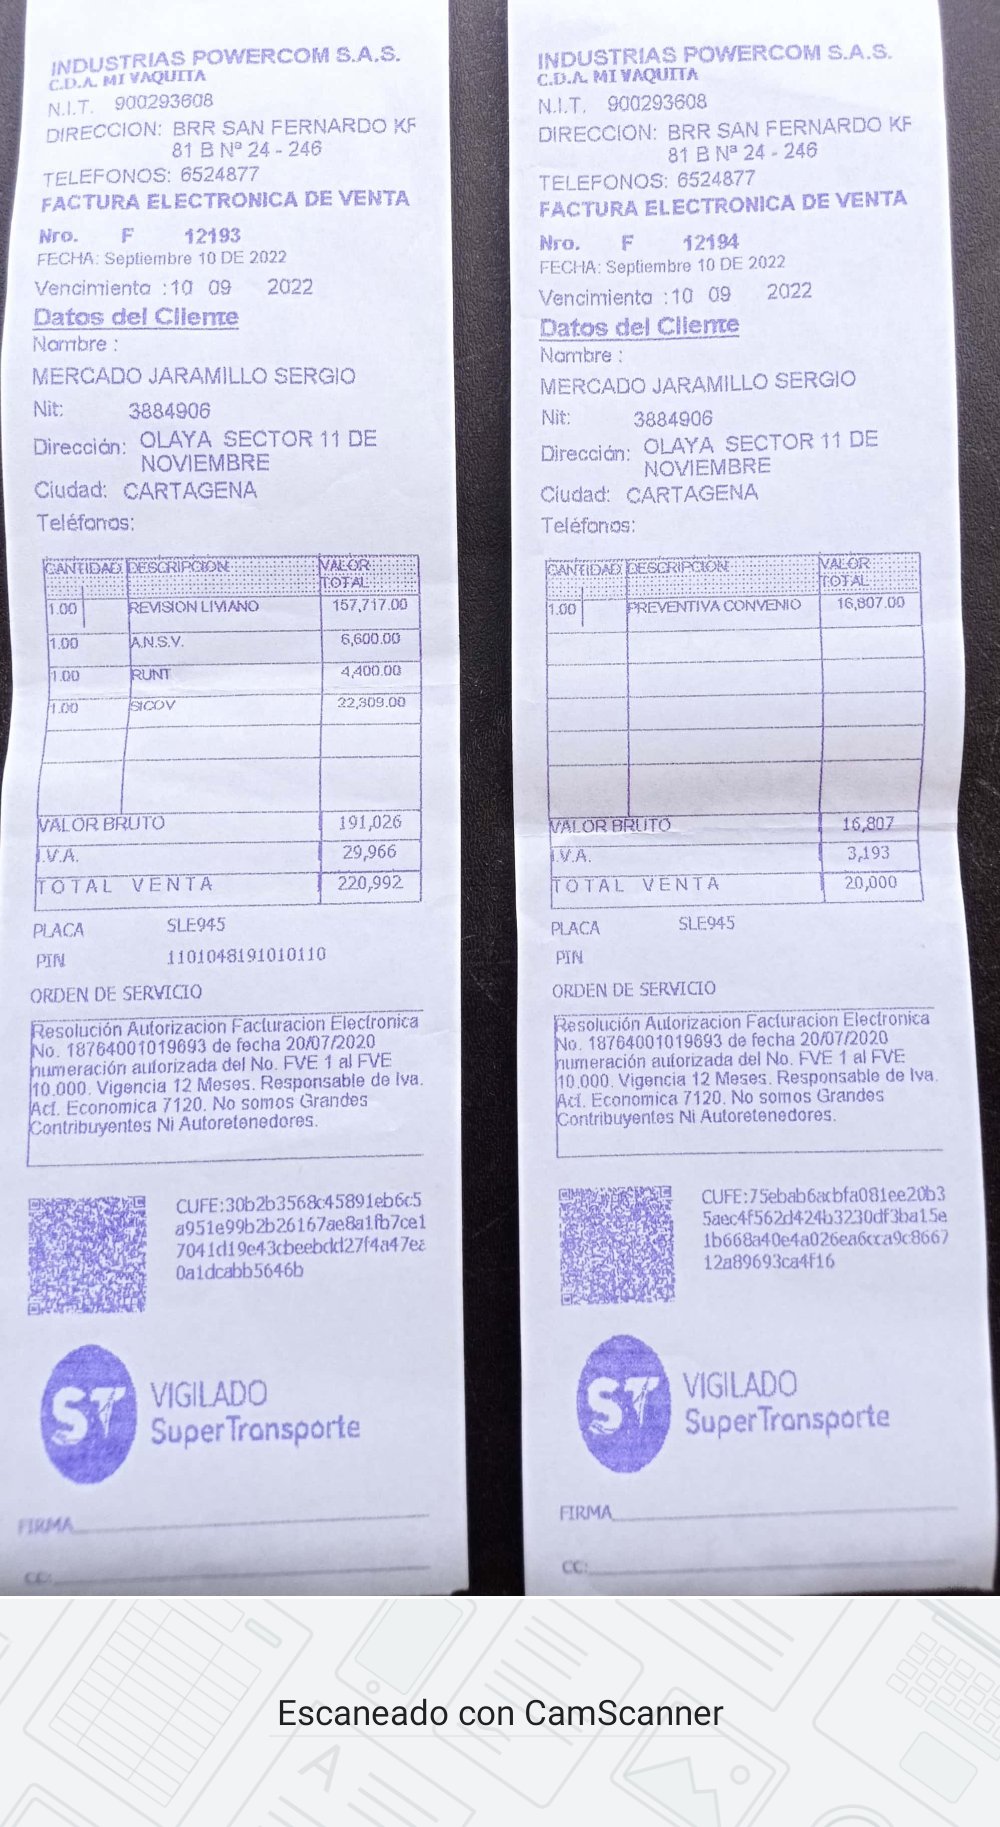 INDUSTRIAS POWERCOM S.A.S.
C.D.A. MI VAQUITA
N.I.T. 900293608
DIRECCION: BRR SAN FERNANDO KF
81 B Nª 24 - 246
TELEFONOS: 6524877
FACTURA ELECTRONICA DE VENTA
Nro. F 12193
FECHA: Septiembre 10 DE 2022
Vencimiento : 10 09 2022
Datos del Cliente
Nombre :
MERCADO JARAMILLO SERGIO
Nit: 3884906
Dirección: OLAYA SECTOR 11 DE
NOVIEMBRE
Ciudad: CARTAGENA
Teléfonos:
CANTIDAD DESCRIPCION VALOR
TOTAL
1.00 REVISION LIVIANO 157,717.00
1.00 A.N.S.V. 6,600.00
1.00 RUNT 4,400.00
1.00 SICOV 22,309.00
VALOR BRUTO 191,026
I.V.A. 29,966
TOTAL VENTA 220,992
PLACA SLE945
PIN 1101048191010110
ORDEN DE SERVICIO
Resolución Autorizacion Facturacion Electronica
No. 18764001019693 de fecha 20/07/2020
numeración autorizada del No. FVE 1 al FVE
10.000. Vigencia 12 Meses. Responsable de Iva.
Act. Economica 7120. No somos Grandes
Contribuyentes Ni Autoretenedores.
CUFE:30b2b3568c45891eb6c5
a951e99b2b26167ae8a1fb7ce1
7041d19e43cbeebdd27f4a47ea
0a1dcabb5646b
ST VIGILADO
SuperTransporte
FIRMA
CC:
INDUSTRIAS POWERCOM S.A.S.
C.D.A. MI VAQUITA
N.I.T. 900293608
DIRECCION: BRR SAN FERNANDO KF
81 B Nª 24 - 246
TELEFONOS: 6524877
FACTURA ELECTRONICA DE VENTA
Nro. F 12194
FECHA: Septiembre 10 DE 2022
Vencimiento : 10 09 2022
Datos del Cliente
Nombre :
MERCADO JARAMILLO SERGIO
Nit: 3884906
Dirección: OLAYA SECTOR 11 DE
NOVIEMBRE
Ciudad: CARTAGENA
Teléfonos:
CANTIDAD DESCRIPCION VALOR
TOTAL
1.00 PREVENTIVA CONVENIO 16,807.00
VALOR BRUTO 16,807
I.V.A. 3,193
TOTAL VENTA 20,000
PLACA SLE945
PIN
ORDEN DE SERVICIO
Resolución Autorizacion Facturacion Electronica
No. 18764001019693 de fecha 20/07/2020
numeración autorizada del No. FVE 1 al FVE
10.000. Vigencia 12 Meses. Responsable de Iva.
Act. Economica 7120. No somos Grandes
Contribuyentes Ni Autoretenedores.
CUFE:75ebab6acbfa081ee20b3
5aec4f562d424b3230df3ba15e
1b668a40e4a026ea6cca9c8667
12a89693ca4f16
ST VIGILADO
SuperTransporte
FIRMA
CC:
Escaneado con CamScanner